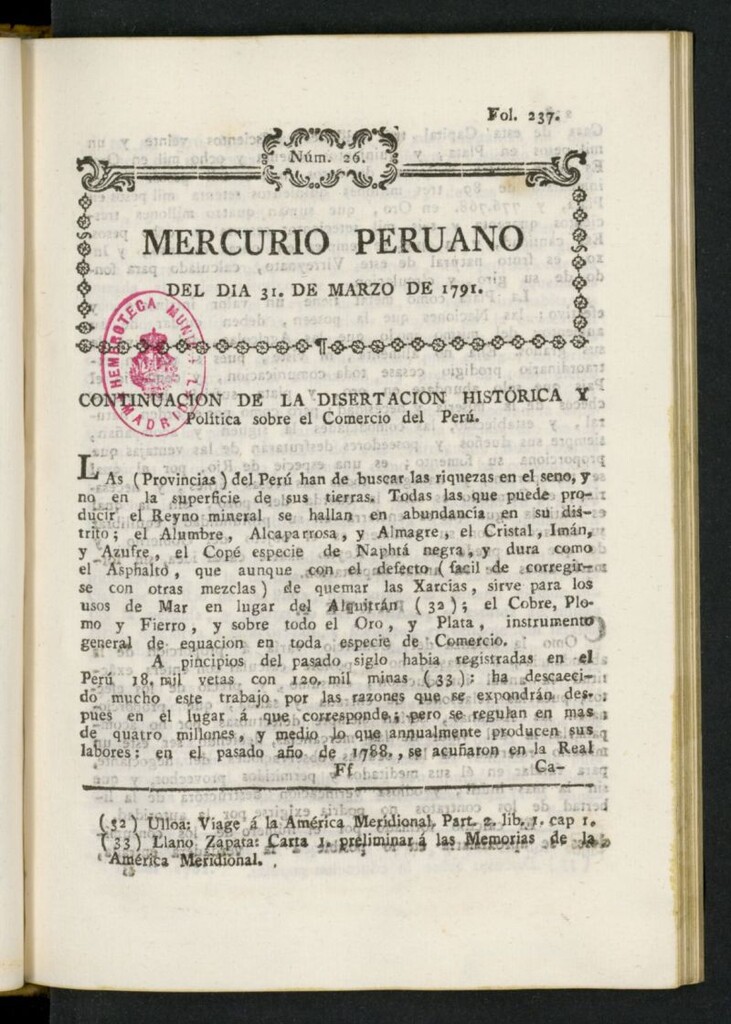 Fol. 237.
Núm. 26.
MERCURIO PERUANO
DEL DIA 31. DE MARZO DE 1791.
HEMEROTECA MUNI
MADRID
CONTINUACION DE LA DISERTACION HISTÓRICA Y
Política sobre el Comercio del Perú.
LAs (Provincias) del Perú han de buscar las riquezas en el seno, y
no en la superficie de sus tierras. Todas las que puede pro-
ducir el Reyno mineral se hallan en abundancia en su dis-
trito; el Alumbre, Alcaparrosa, y Almagre, el Cristal, Imán,
y Azufre, el Copé especie de Naphtá negra, y dura como
el Asphalto, que aunque con el defecto (facil de corregir-
se con otras mezclas) de quemar las Xarcias, sirve para los
usos de Mar en lugar del Alquitrán (32); el Cobre, Plo-
mo y Fierro, y sobre todo el Oro, y Plata, instrumento
general de equacion en toda especie de Comercio.
A pincipios del pasado siglo habia registradas en el
Perú 18. mil vetas con 120. mil minas (33): ha descaeci-
do mucho este trabajo por las razones que se expondrán des-
pues en el lugar á que corresponde; pero se regulan en mas
de quatro millones, y medio lo que annualmente producen sus
labores: en el pasado año de 1788., se acuñaron en la Real
Ff Ca-
(32) Ulloa: Viage á la América Meridional, Part. 2. lib. 1. cap 1.
(33) Llano Zapata: Carta 1. preliminar á las Memorias de la
América Meridional.